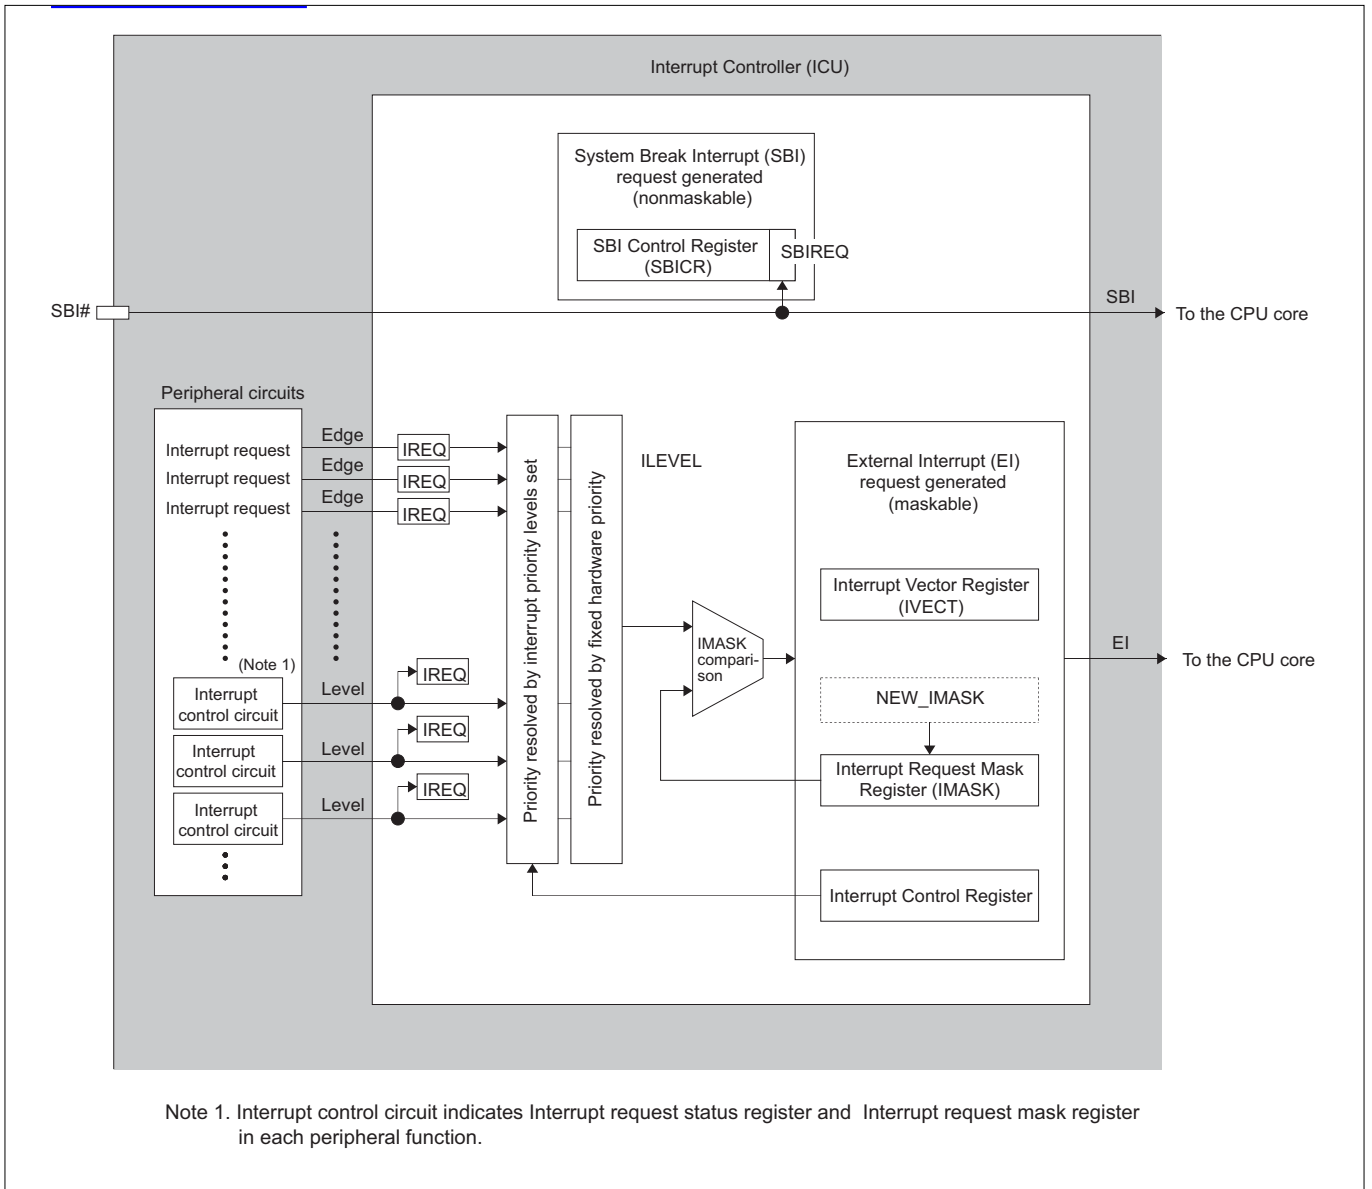 Interrupt Controller (ICU)
System Break Interrupt (SBI)
request generated
(nonmaskable)
SBI Control Register
(SBICR)
SBIREQ
SBI#
SBI
To the CPU core
Peripheral circuits
Interrupt request
Edge
IREQ
Interrupt request
Edge
IREQ
Interrupt request
Edge
IREQ
Priority resolved by interrupt priority levels set
Priority resolved by fixed hardware priority
ILEVEL
External Interrupt (EI)
request generated
(maskable)
Interrupt Vector Register
(IVECT)
IMASK
compari-
son
EI
To the CPU core
(Note 1)
Interrupt
control circuit
Level
IREQ
Interrupt
control circuit
Level
IREQ
Interrupt
control circuit
Level
IREQ
NEW_IMASK
Interrupt Request Mask
Register (IMASK)
Interrupt Control Register
Note 1. Interrupt control circuit indicates Interrupt request status register and Interrupt request mask register
in each peripheral function.